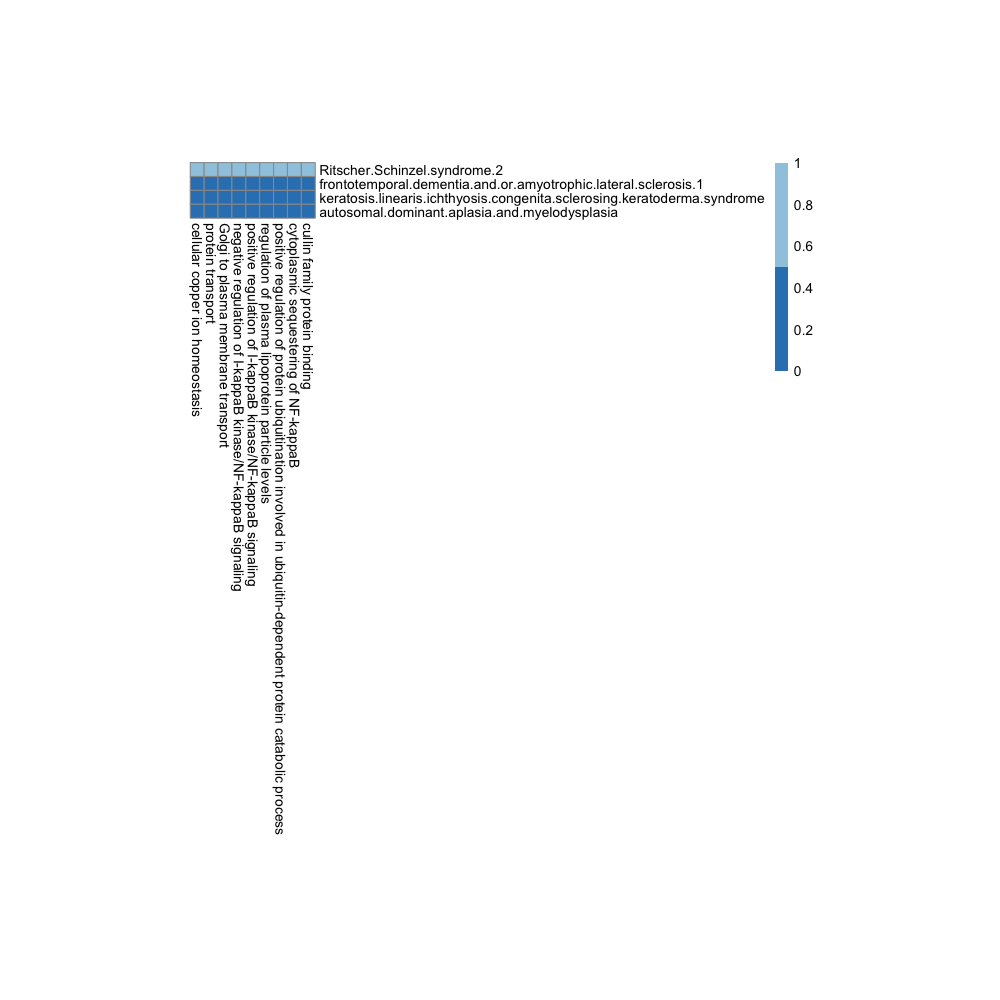 Ritscher.Schinzel.syndrome.2
frontotemporal.dementia.and.or.amyotrophic.lateral.sclerosis.1
keratosis.linearis.ichthyosis.congenita.sclerosing.keratoderma.syndrome
autosomal.dominant.aplasia.and.myelodysplasia
cellular copper ion homeostasis
protein transport
Golgi to plasma membrane transport
negative regulation of I-kappaB kinase/NF-kappaB signaling
positive regulation of I-kappaB kinase/NF-kappaB signaling
regulation of plasma lipoprotein particle levels
positive regulation of protein ubiquitination involved in ubiquitin-dependent protein catabolic process
cytoplasmic sequestering of NF-kappaB
cullin family protein binding
1
0.8
0.6
0.4
0.2
0